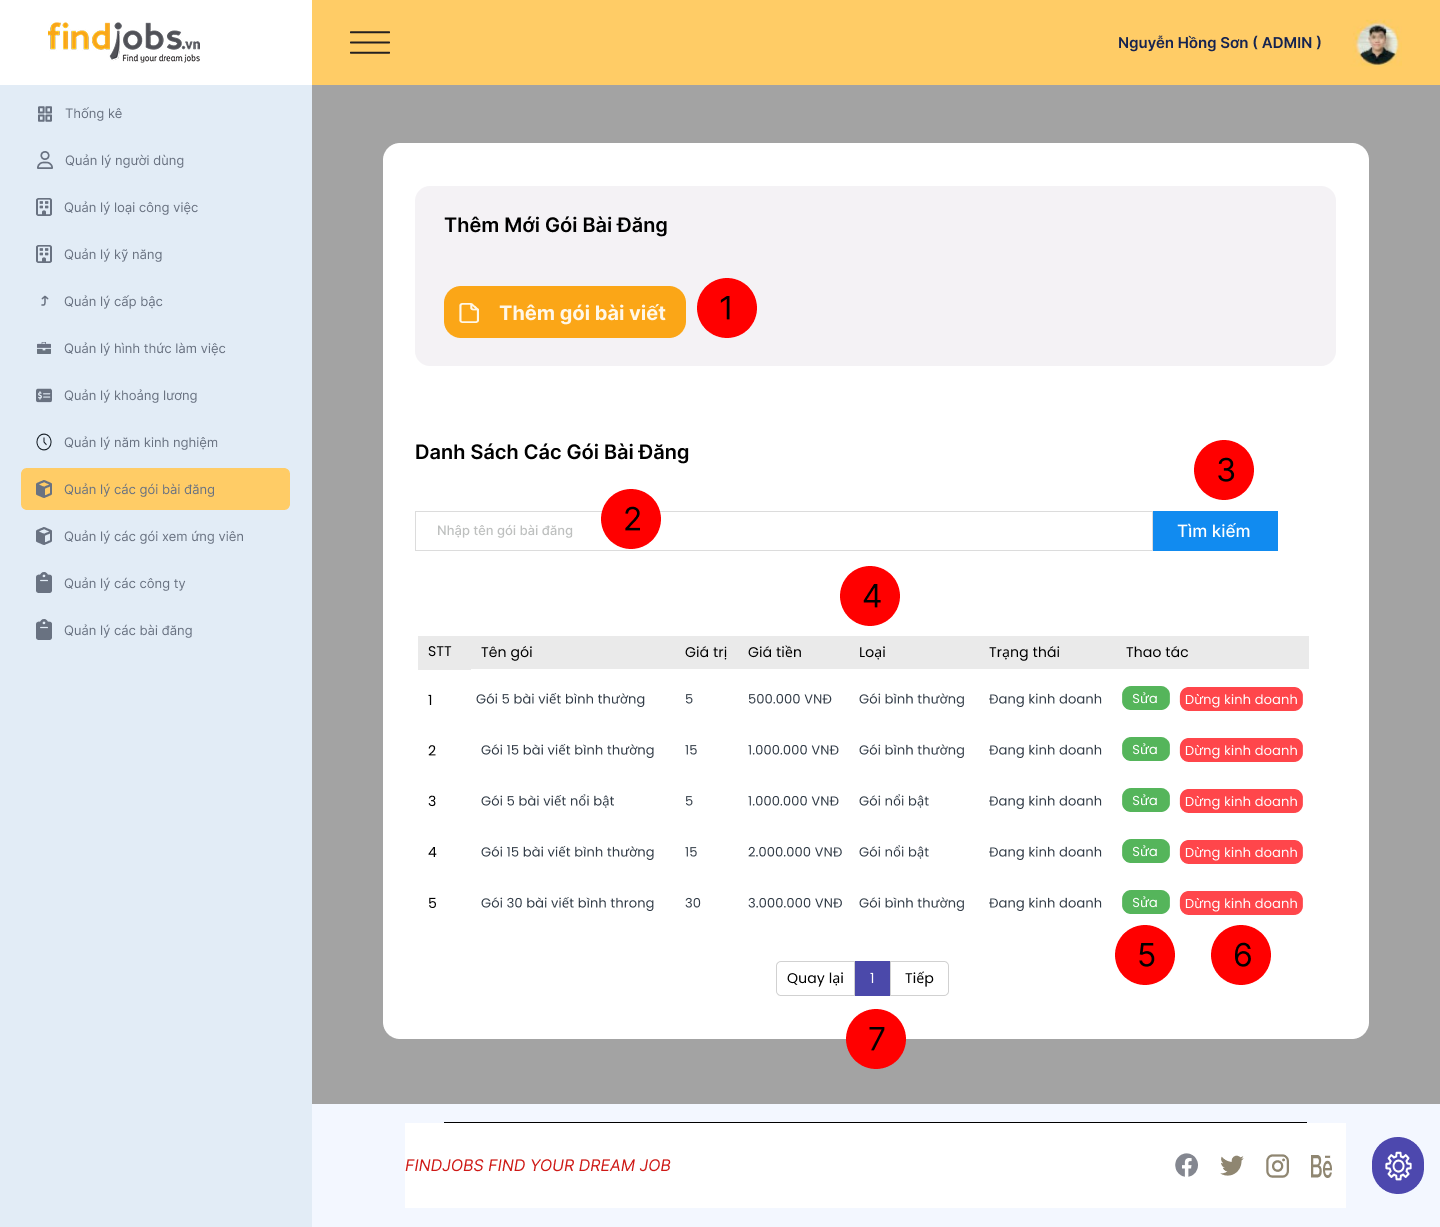 findjobs.vn
Find your dream jobs
Nguyễn Hồng Sơn ( ADMIN )
Thống kê
Quản lý người dùng
Quản lý loại công việc
Quản lý kỹ năng
Quản lý cấp bậc
Quản lý hình thức làm việc
Quản lý khoảng lương
Quản lý năm kinh nghiệm
Quản lý các gói bài đăng
Quản lý các gói xem ứng viên
Quản lý các công ty
Quản lý các bài đăng
Thêm Mới Gói Bài Đăng
Thêm gói bài viết 1
Danh Sách Các Gói Bài Đăng
3
Nhập tên gói bài đăng 2 Tìm kiếm
4
STT Tên gói Giá trị Giá tiền Loại Trạng thái Thao tác
1 Gói 5 bài viết bình thường 5 500.000 VNĐ Gói bình thường Đang kinh doanh Sửa Dừng kinh doanh
2 Gói 15 bài viết bình thường 15 1.000.000 VNĐ Gói bình thường Đang kinh doanh Sửa Dừng kinh doanh
3 Gói 5 bài viết nổi bật 5 1.000.000 VNĐ Gói nổi bật Đang kinh doanh Sửa Dừng kinh doanh
4 Gói 15 bài viết bình thường 15 2.000.000 VNĐ Gói nổi bật Đang kinh doanh Sửa Dừng kinh doanh
5 Gói 30 bài viết bình throng 30 3.000.000 VNĐ Gói bình thường Đang kinh doanh Sửa Dừng kinh doanh
5 6
Quay lại 1 Tiếp
7
FINDJOBS FIND YOUR DREAM JOB
Bē